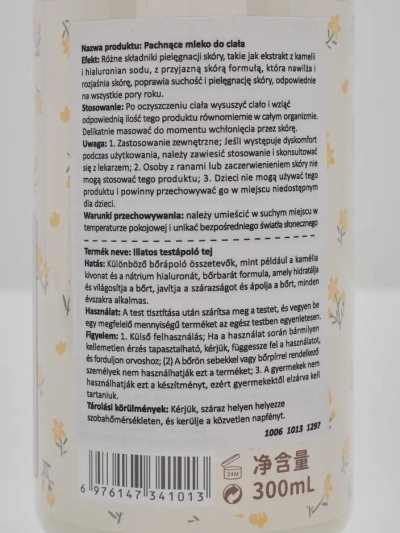 Nazwa produktu: Pachnące mleko do ciała
Efekt: Różne składniki pielęgnacji skóry, takie jak ekstrakt z kamelii
i hialuronian sodu, z przyjazną skórą formułą, która nawilża i
rozjaśnia skórę, poprawia suchość i pielęgnację skóry, odpowiednie
na wszystkie pory roku.
Stosowanie: Po oczyszczeniu ciała wysuszyć ciało i wziąć
odpowiednią ilość tego produktu równomiernie w całym organizmie.
Delikatnie masować do momentu wchłonięcia przez skórę.
Uwaga: 1. Zastosowanie zewnętrzne; Jeśli występuje dyskomfort
podczas użytkowania, należy zawiesić stosowanie i skonsultować
się z lekarzem; 2. Osoby z ranami lub zaczerwienieniem skóry nie
mogą stosować tego produktu; 3. Dzieci nie mogą używać tego
produktu i powinny przechowywać go w miejscu niedostępnym
dla dzieci.
Warunki przechowywania: należy umieścić w suchym miejscu w
temperaturze pokojowej i unikać bezpośredniego światła słonecznego
Termék neve: Illatos testápoló tej
Hatás: Különböző bőrápoló összetevők, mint például a kamélia
kivonat és a nátrium hialuronát, bőrbarát formula, amely hidratálja
és világosítja a bőrt, javítja a szárazságot és ápolja a bőrt, minden
évszakra alkalmas.
Használat: A test tisztítása után szárítsa meg a testet, és vegyen be
egy megfelelő mennyiségű terméket az egész testben egyenletesen.
Figyelem: 1. Külső felhasználás; Ha a használat során bármilyen
kellemetlen érzés tapasztalható, kérjük, függessze fel a használatot,
és forduljon orvoshoz; (2) A bőrön sebekkel vagy bőrpírrel rendelkező
személyek nem használhatják ezt a terméket; 3. A gyermekek nem
használhatják ezt a készítményt, ezért gyermekektől elzárva kell
tartaniuk.
Tárolási körülmények: Kérjük, száraz helyen helyezze
szobahőmérsékleten, és kerülje a közvetlen napfényt.
1006 1013 1297
6 976147 341013
24M
净含量
300mL